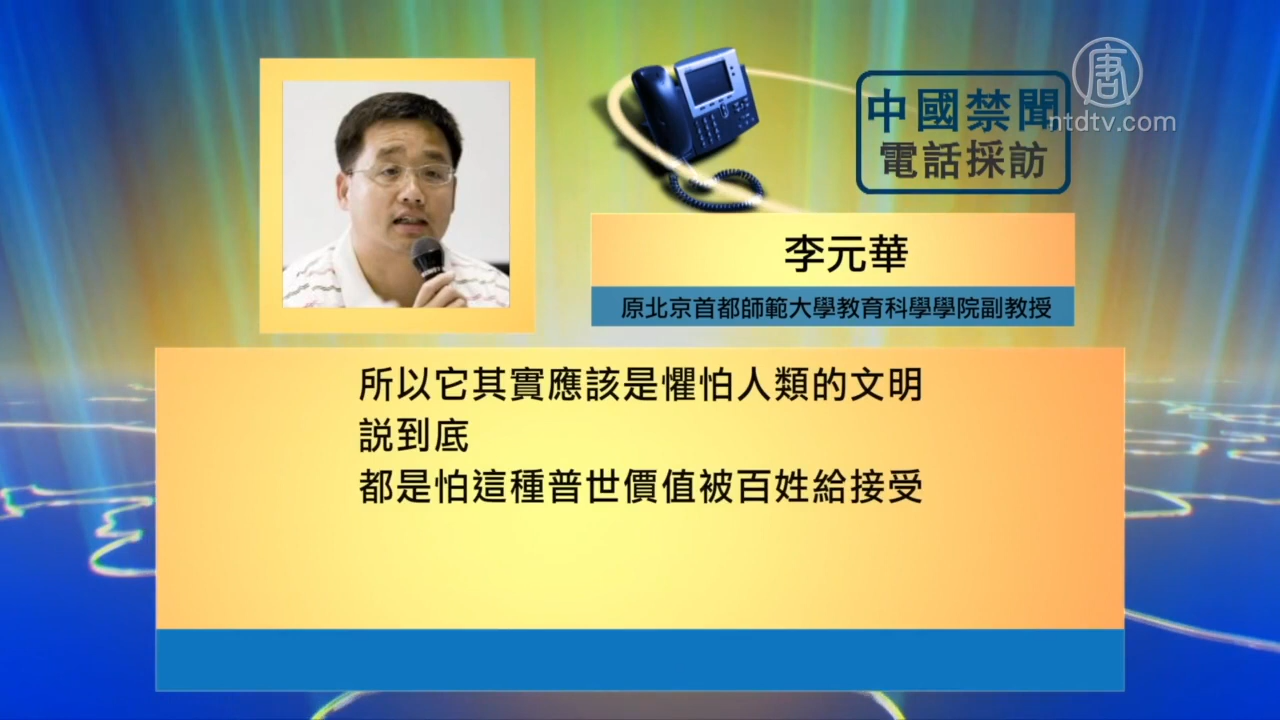 唐
ntdtv.com
中國禁聞
電話採訪
李元華
原北京首都師範大學教育科學學院副教授
所以它其實應該是懼怕人類的文明
説到底
都是怕這種普世價值被百姓給接受